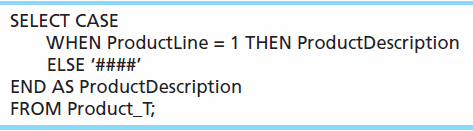 SELECT CASE
WHEN ProductLine = 1 THEN ProductDescription
ELSE ‘####’
END AS ProductDescription
FROM Product_T;